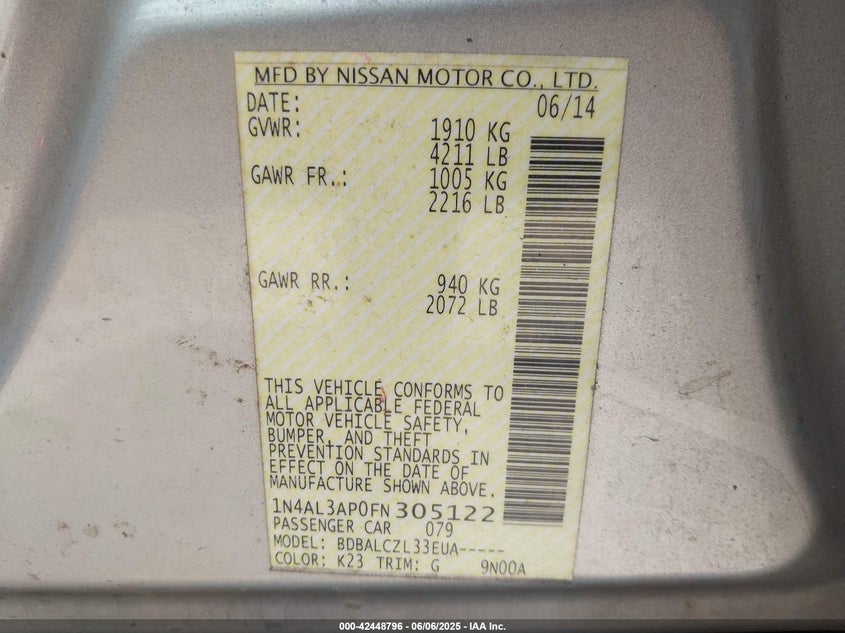 MFD BY NISSAN MOTOR CO., LTD.
DATE: 06/14
GVWR: 1910 KG
4211 LB
GAWR FR.: 1005 KG
2216 LB
GAWR RR.: 940 KG
2072 LB
THIS VEHICLE CONFORMS TO
ALL APPLICABLE FEDERAL
MOTOR VEHICLE SAFETY,
BUMPER, AND THEFT
PREVENTION STANDARDS IN
EFFECT ON THE DATE OF
MANUFACTURE SHOWN ABOVE.
1N4AL3AP0FN305122
PASSENGER CAR 079
MODEL: BDBALCZL33EUA-----
COLOR: K23 TRIM: G 9N00A
000-42448796 - 06/06/2025 - IAA Inc.